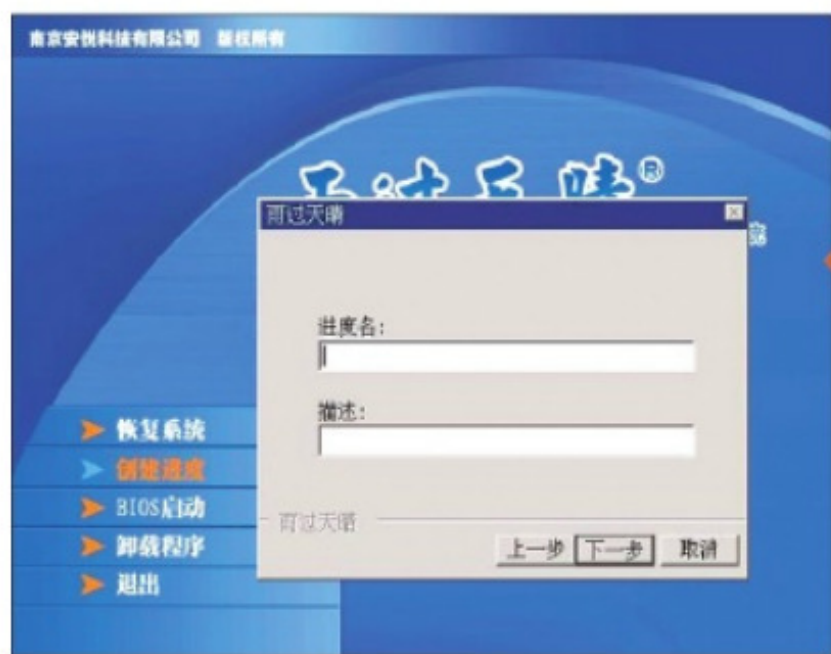 南京安悦科技有限公司 版权所有
雨过天晴®
雨过天晴
进度名：
描述：
恢复系统
创建进度
BIOS启动
卸载程序
退出
雨过天晴
上一步 下一步 取消